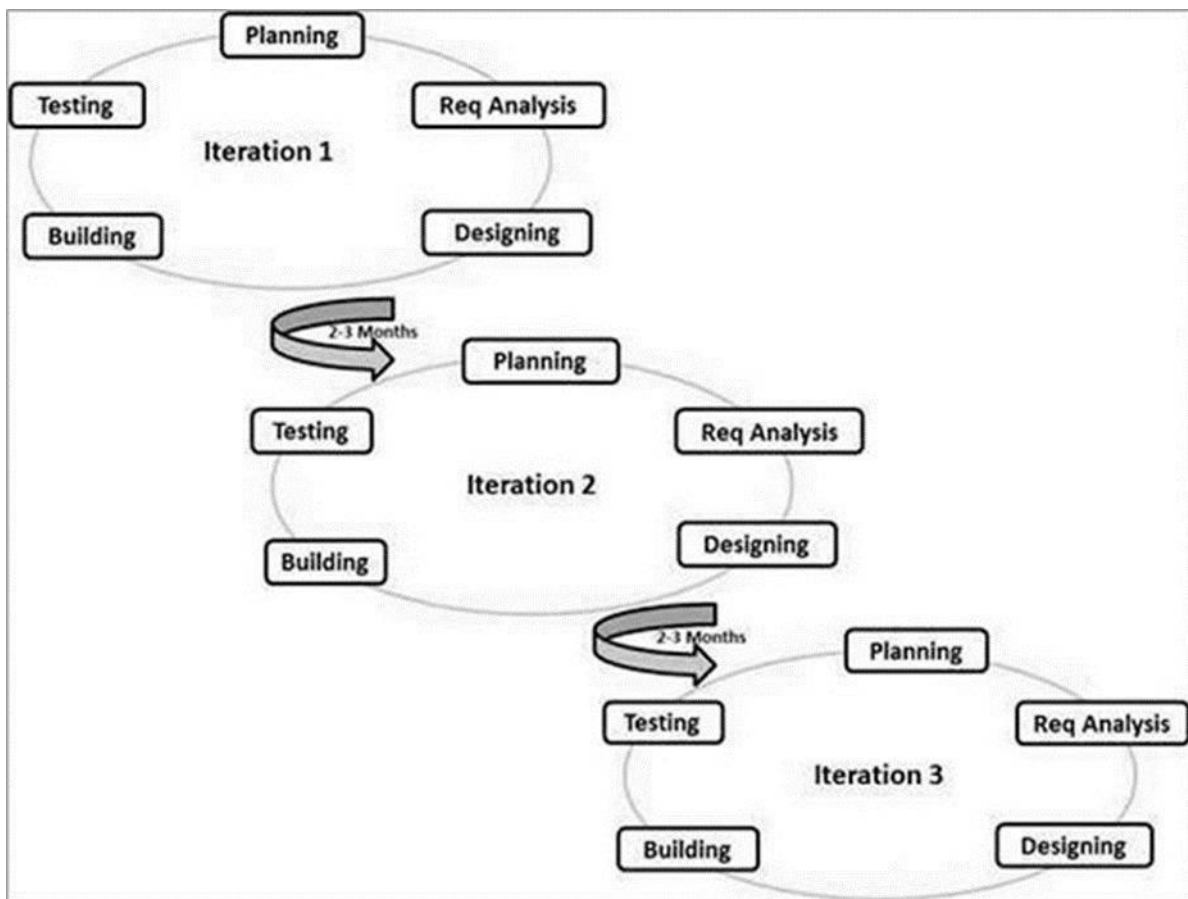 Planning
Testing
Req Analysis
Iteration 1
Building
Designing
2-3 Months
Planning
Testing
Req Analysis
Iteration 2
Building
Designing
2-3 Months
Planning
Testing
Req Analysis
Iteration 3
Building
Designing